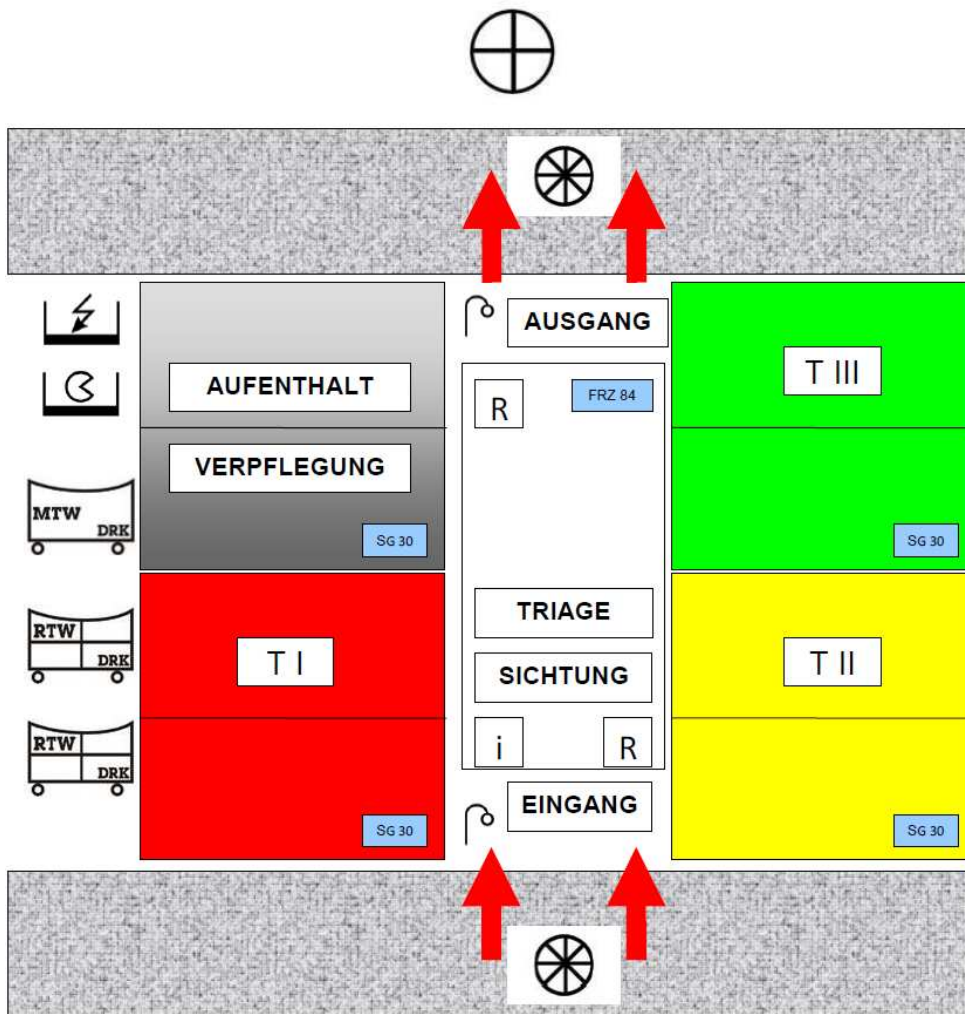 AUSGANG
T III
AUFENTHALT
R
FRZ 84
VERPFLEGUNG
MTW
DRK
SG 30
SG 30
TRIAGE
RTW
DRK
T I
SICHTUNG
T II
RTW
DRK
i
R
EINGANG
SG 30
SG 30